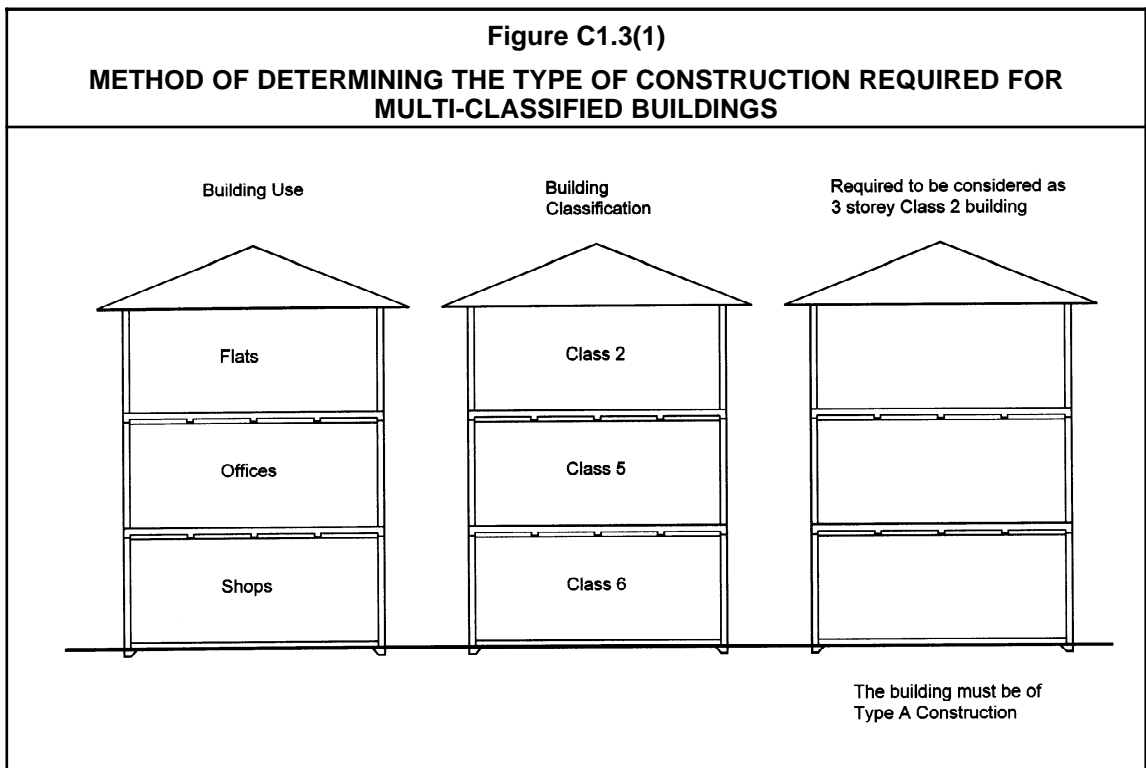 Figure C1.3(1)
METHOD OF DETERMINING THE TYPE OF CONSTRUCTION REQUIRED FOR
MULTI-CLASSIFIED BUILDINGS
Building Use
Building
Classification
Required to be considered as
3 storey Class 2 building
Flats
Class 2
Offices
Class 5
Shops
Class 6
The building must be of
Type A Construction